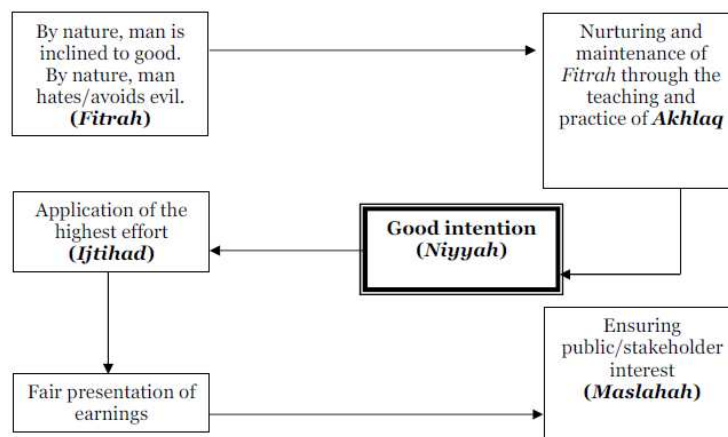 By nature, man is
inclined to good.
By nature, man
hates/avoids evil.
(Fitrah)
Nurturing and
maintenance of
Fitrah through the
teaching and
practice of Akhlaq
Good intention
(Niyyah)
Application of the
highest effort
(Ijtihad)
Fair presentation of
earnings
Ensuring
public/stakeholder
interest
(Maslahah)